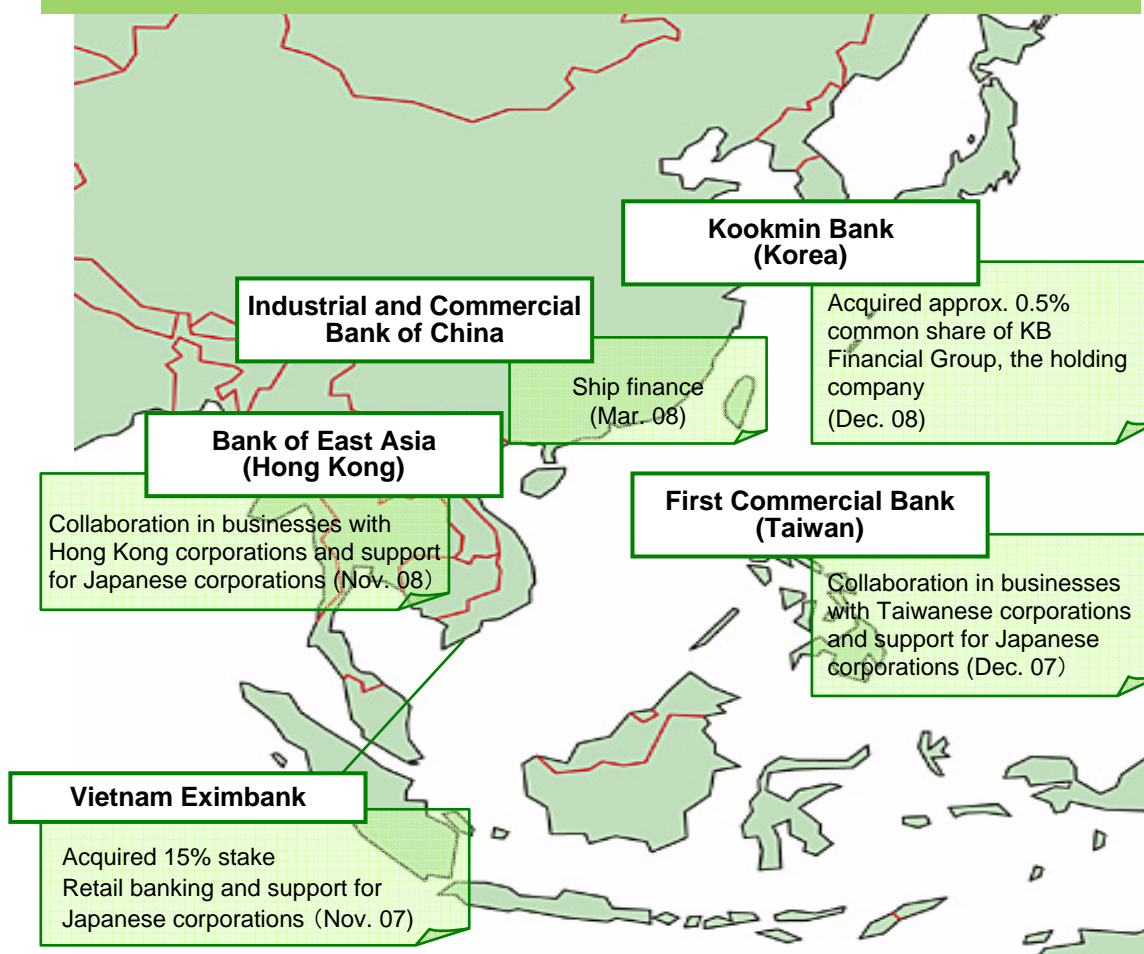 Kookmin Bank
(Korea)
Acquired approx. 0.5%
common share of KB
Financial Group, the holding
company
(Dec. 08)
Industrial and Commercial
Bank of China
Ship finance
(Mar. 08)
Bank of East Asia
(Hong Kong)
Collaboration in businesses with
Hong Kong corporations and support
for Japanese corporations (Nov. 08）
First Commercial Bank
(Taiwan)
Collaboration in businesses
with Taiwanese corporations
and support for Japanese
corporations (Dec. 07）
Vietnam Eximbank
Acquired 15% stake
Retail banking and support for
Japanese corporations（Nov. 07)